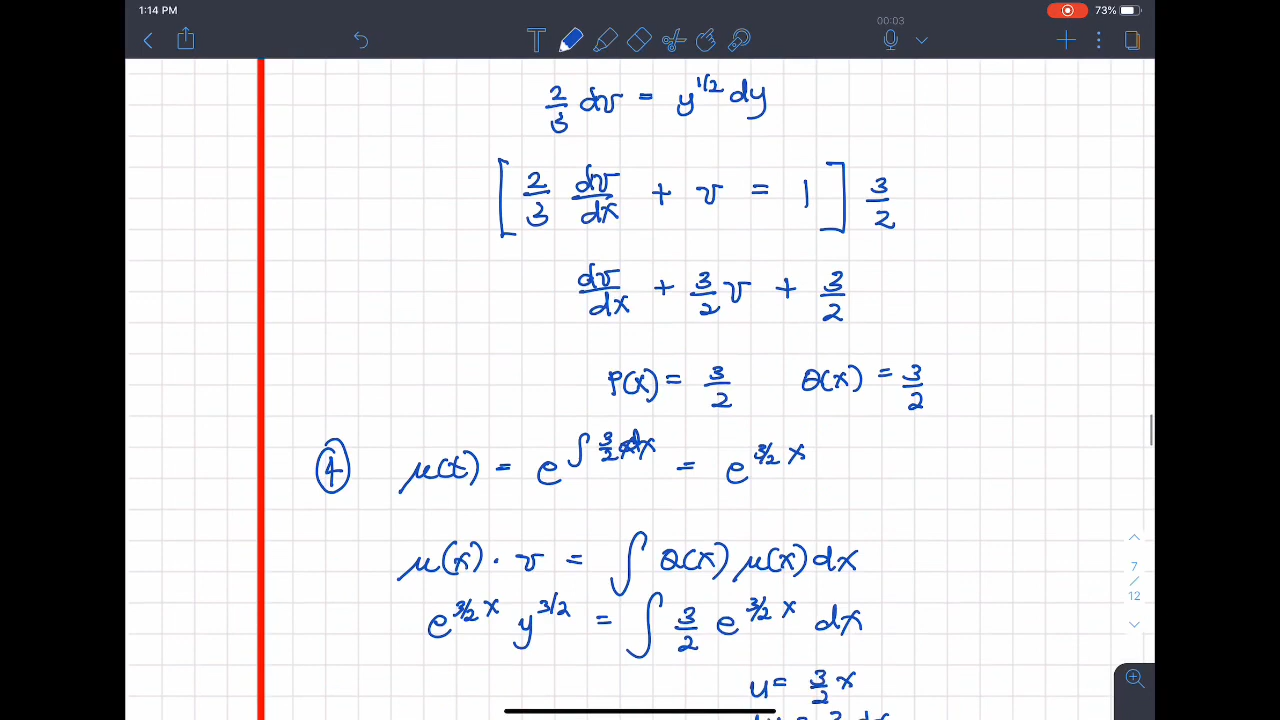 1:14 PM 73%
00:03
T
2/3 dv = y^{1/2} dy
[ 2/3 dv/dx + v = 1 ] 3/2
dv/dx + 3/2 v + 3/2
P(x) = 3/2 Q(x) = 3/2
④ μ(t) = e^{∫ 3/2 dx} = e^{3/2 x}
μ(x) · v = ∫ Q(x) μ(x) dx
e^{3/2 x} y^{3/2} = ∫ 3/2 e^{3/2 x} dx
u = 3/2 x
7
/
12